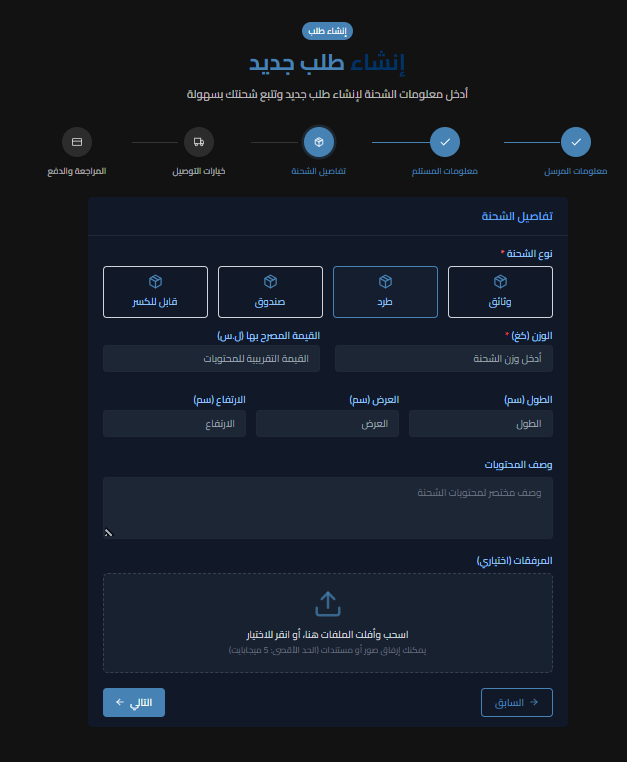 إنشاء طلب
إنشاء طلب جديد
أدخل معلومات الشحنة لإنشاء طلب جديد وتتبع شحنتك بسهولة
معلومات المرسل
معلومات المستلم
تفاصيل الشحنة
خيارات التوصيل
المراجعة والدفع
تفاصيل الشحنة
نوع الشحنة *
وثائق
طرد
صندوق
قابل للكسر
الوزن (كغ) *
القيمة المصرح بها (ل.س)
أدخل وزن الشحنة
القيمة التقريبية للمحتويات
الطول (سم)
العرض (سم)
الارتفاع (سم)
الطول
العرض
الارتفاع
وصف المحتويات
وصف مختصر لمحتويات الشحنة
المرفقات (اختياري)
اسحب وأفلت الملفات هنا، أو انقر للاختيار
يمكنك إرفاق صور أو مستندات (الحد الأقصى: 5 ميجابايت)
السابق
التالي